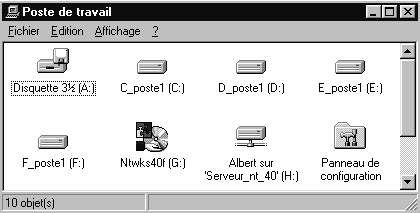 Poste de travail
Fichier Edition Affichage ?
Disquette 3½ (A:) C_poste1 (C:) D_poste1 (D:) E_poste1 (E:)
F_poste1 (F:) Ntwks40f (G:) Albert sur 'Serveur_nt_40' (H:) Panneau de configuration
10 objet(s)